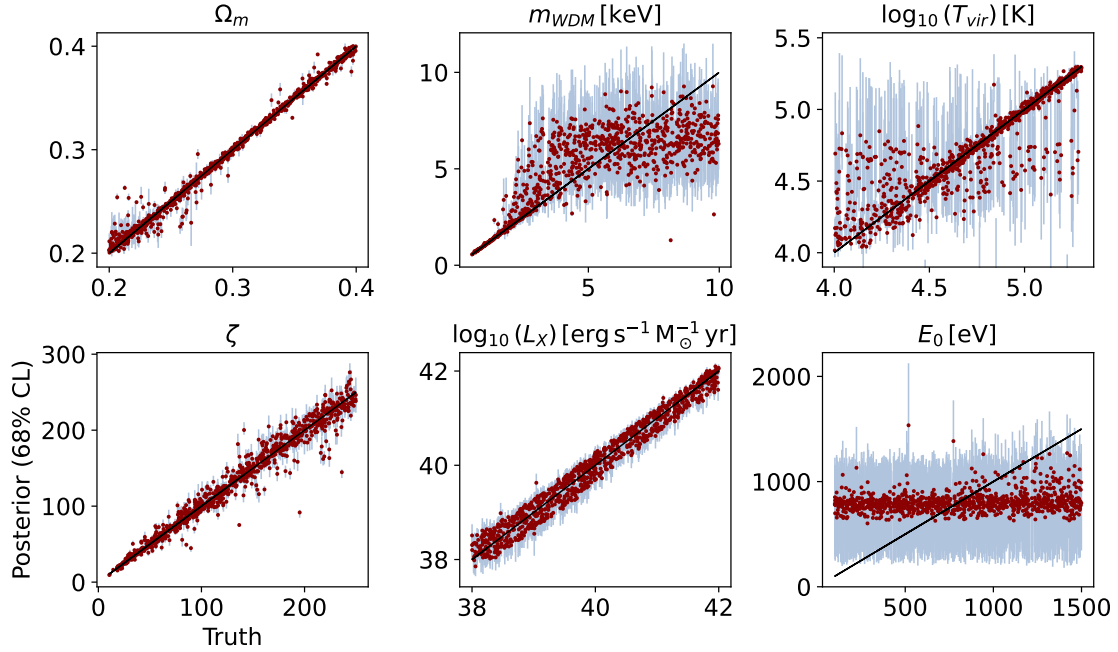 Ω_m
m_WDM [keV]
log₁₀ (T_vir) [K]
0.4
0.3
0.2
0.2 0.3 0.4
10
5
0
5 10
5.5
5.0
4.5
4.0
4.0 4.5 5.0
ζ
log₁₀ (L_X) [erg s⁻¹ M_⊙⁻¹ yr]
E₀ [eV]
Posterior (68% CL)
300
200
100
0
0 100 200
Truth
42
40
38
38 40 42
2000
1000
0
500 1000 1500